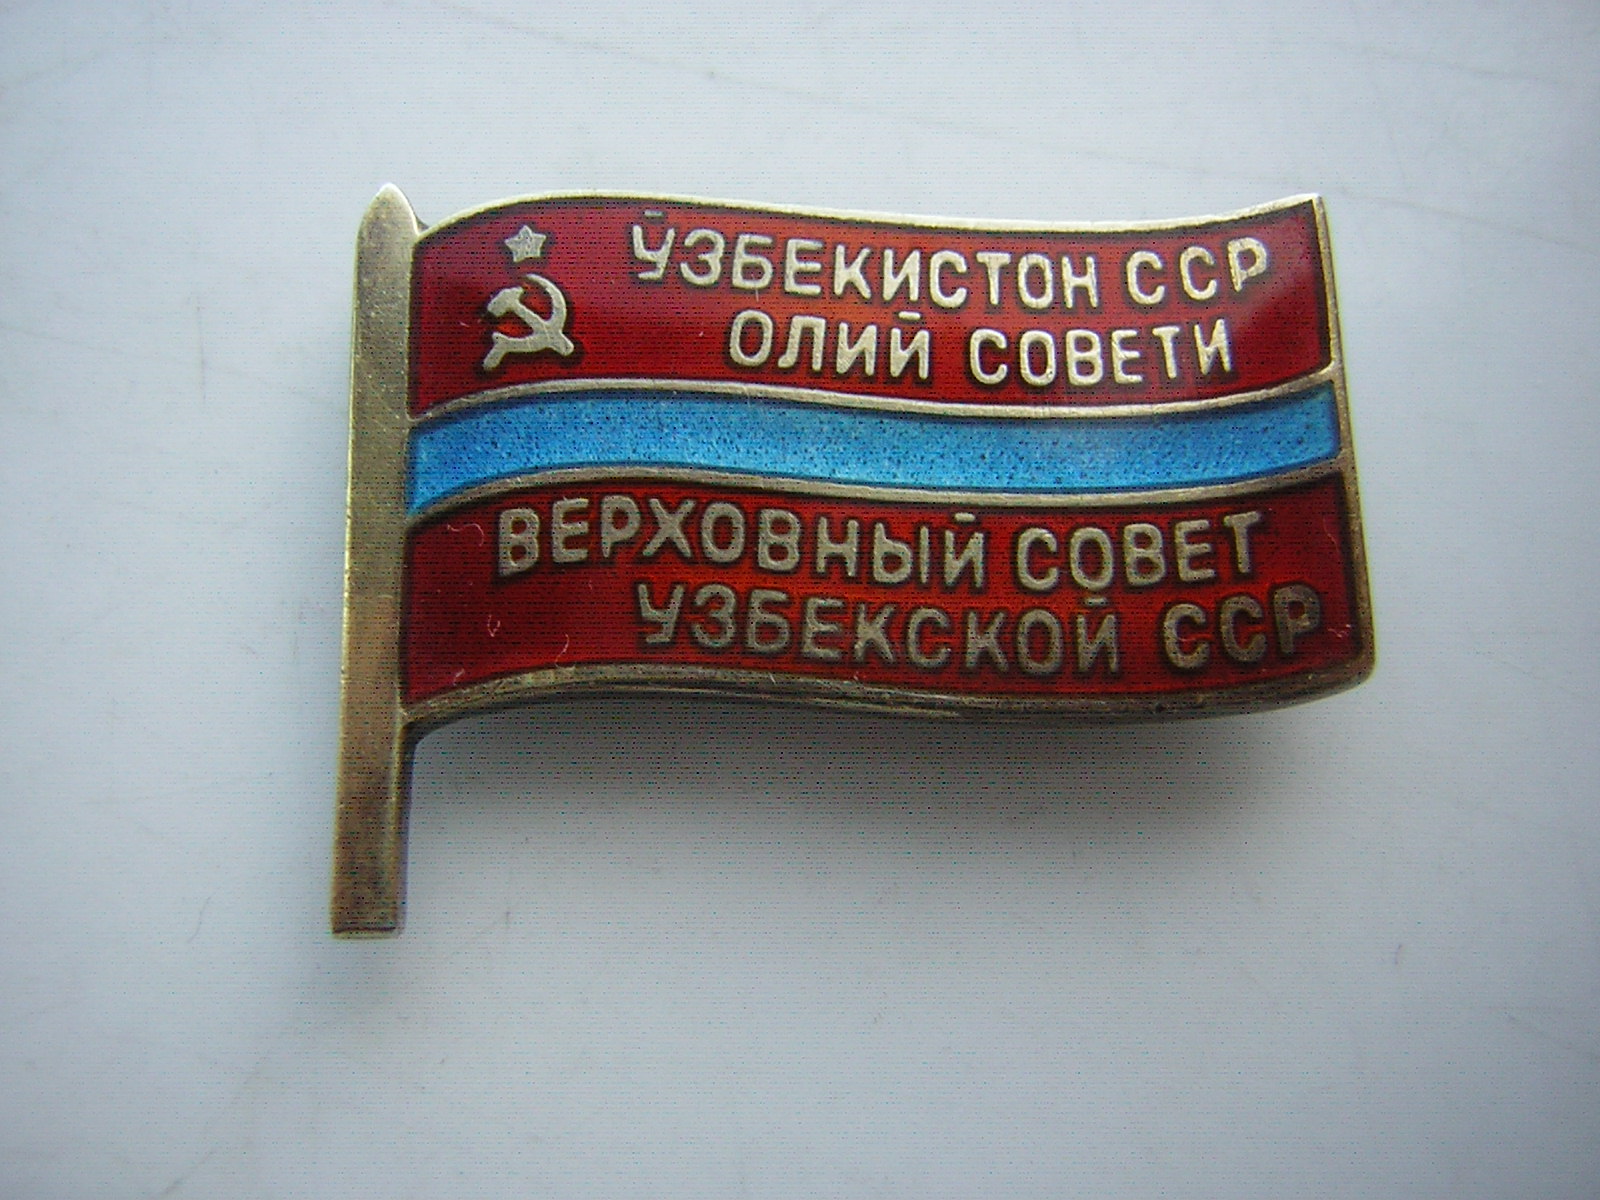 ЎЗБЕКИСТОН ССР
ОЛИЙ СОВЕТИ
ВЕРХОВНЫЙ СОВЕТ
УЗБЕКСКОЙ ССР